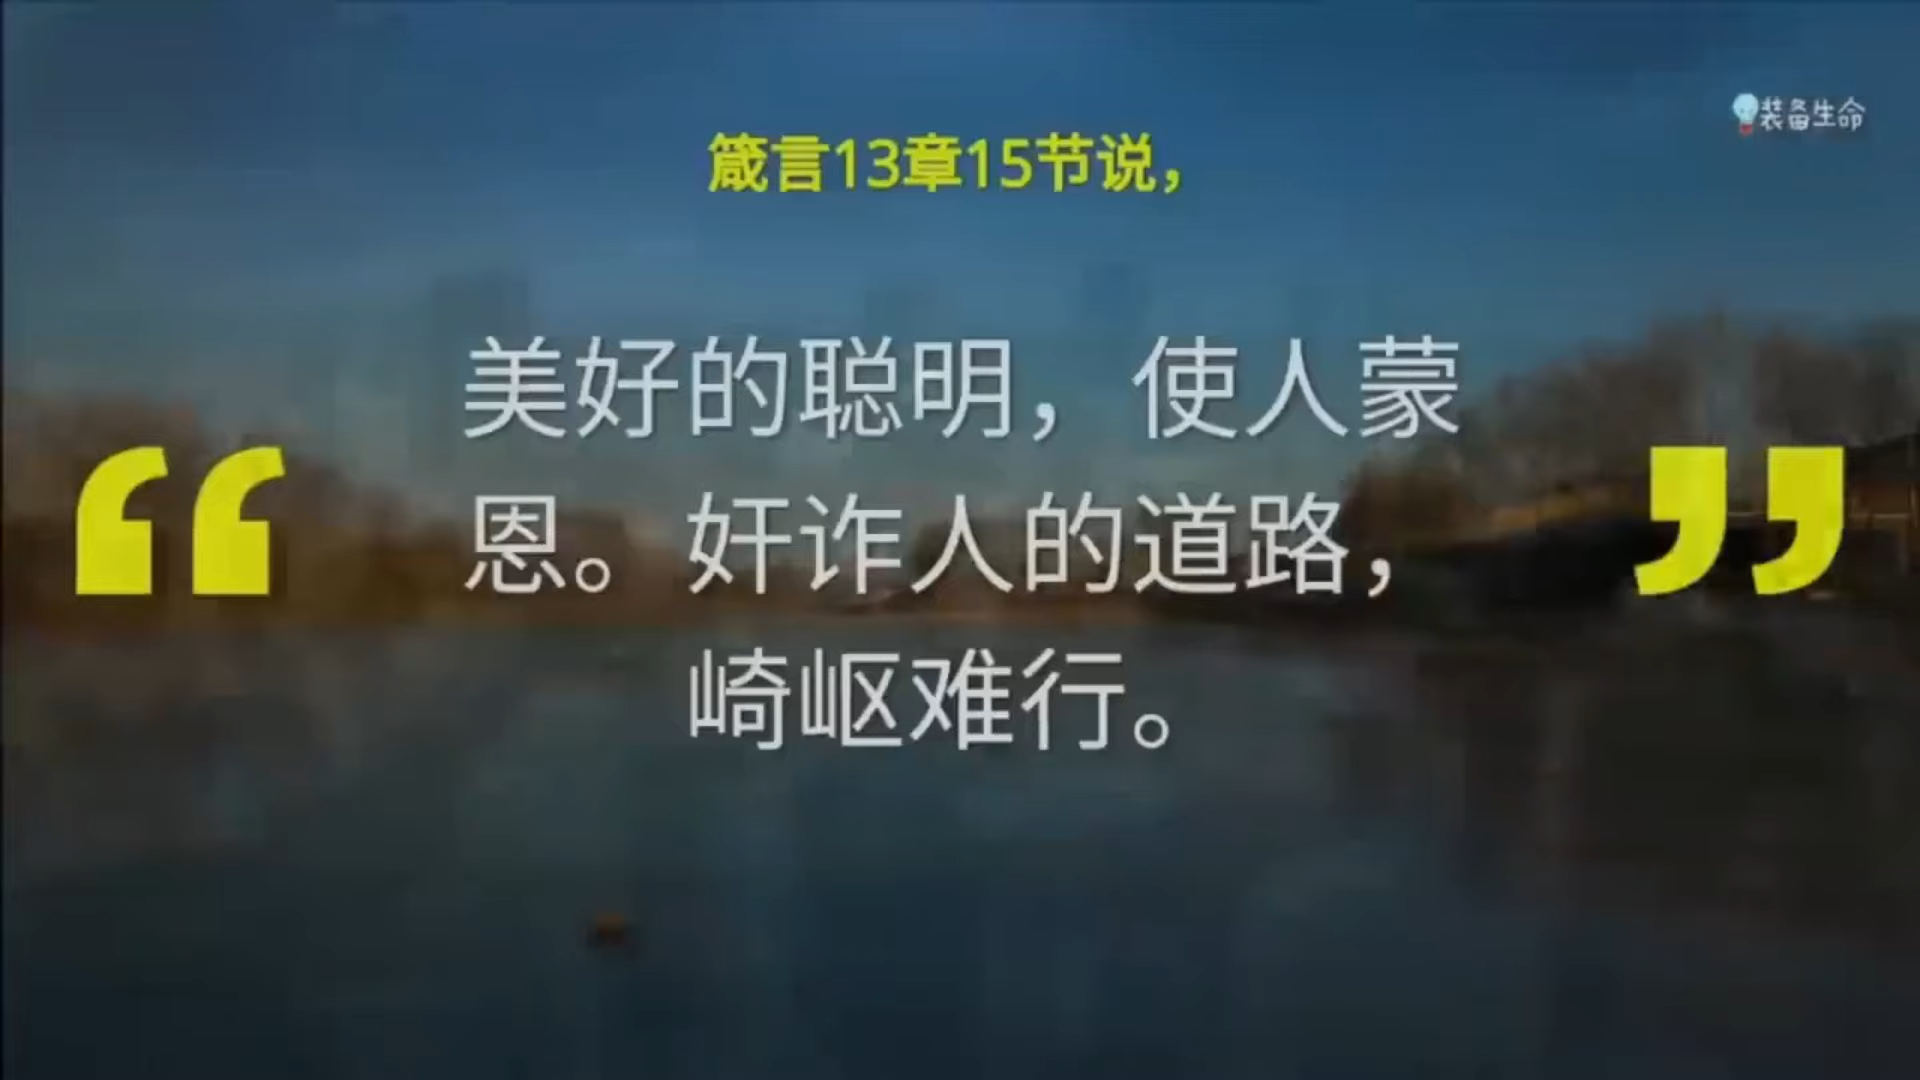 装备生命
箴言13章15节说，
“美好的聪明，使人蒙
恩。奸诈人的道路，
崎岖难行。”